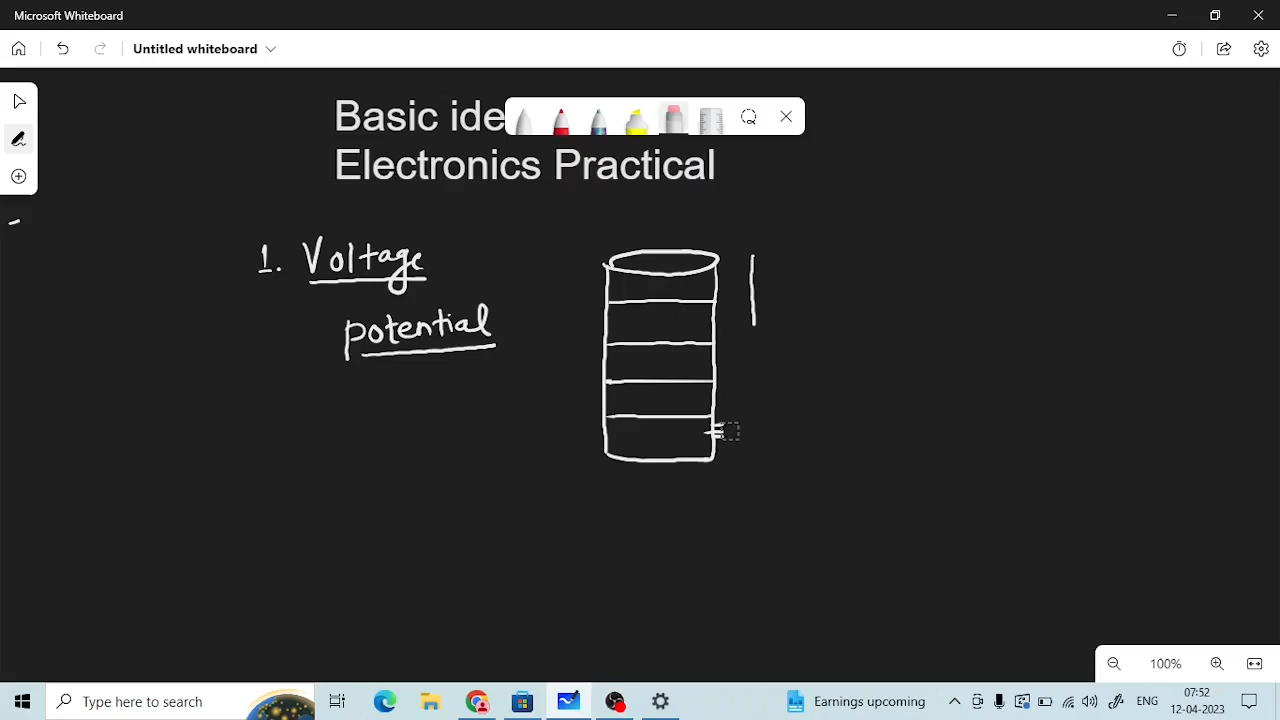 Microsoft Whiteboard
Untitled whiteboard
Basic ide
Electronics Practical
1. Voltage
potential
100%
Type here to search
Earnings upcoming
ENG
07:52
12-04-2023